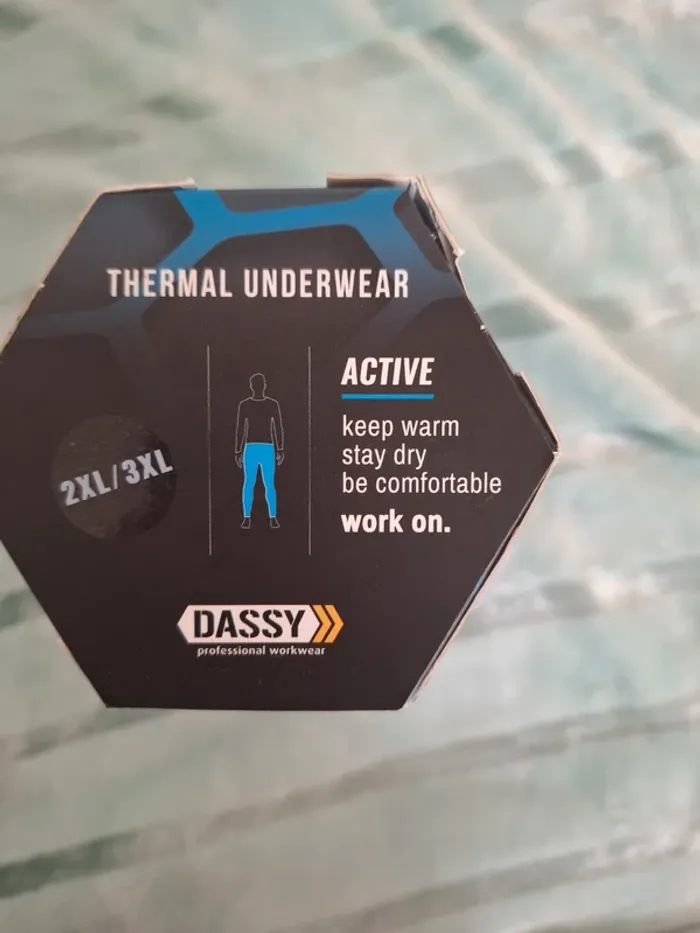 THERMAL UNDERWEAR
2XL/3XL
ACTIVE
keep warm
stay dry
be comfortable
work on.
DASSY
professional workwear